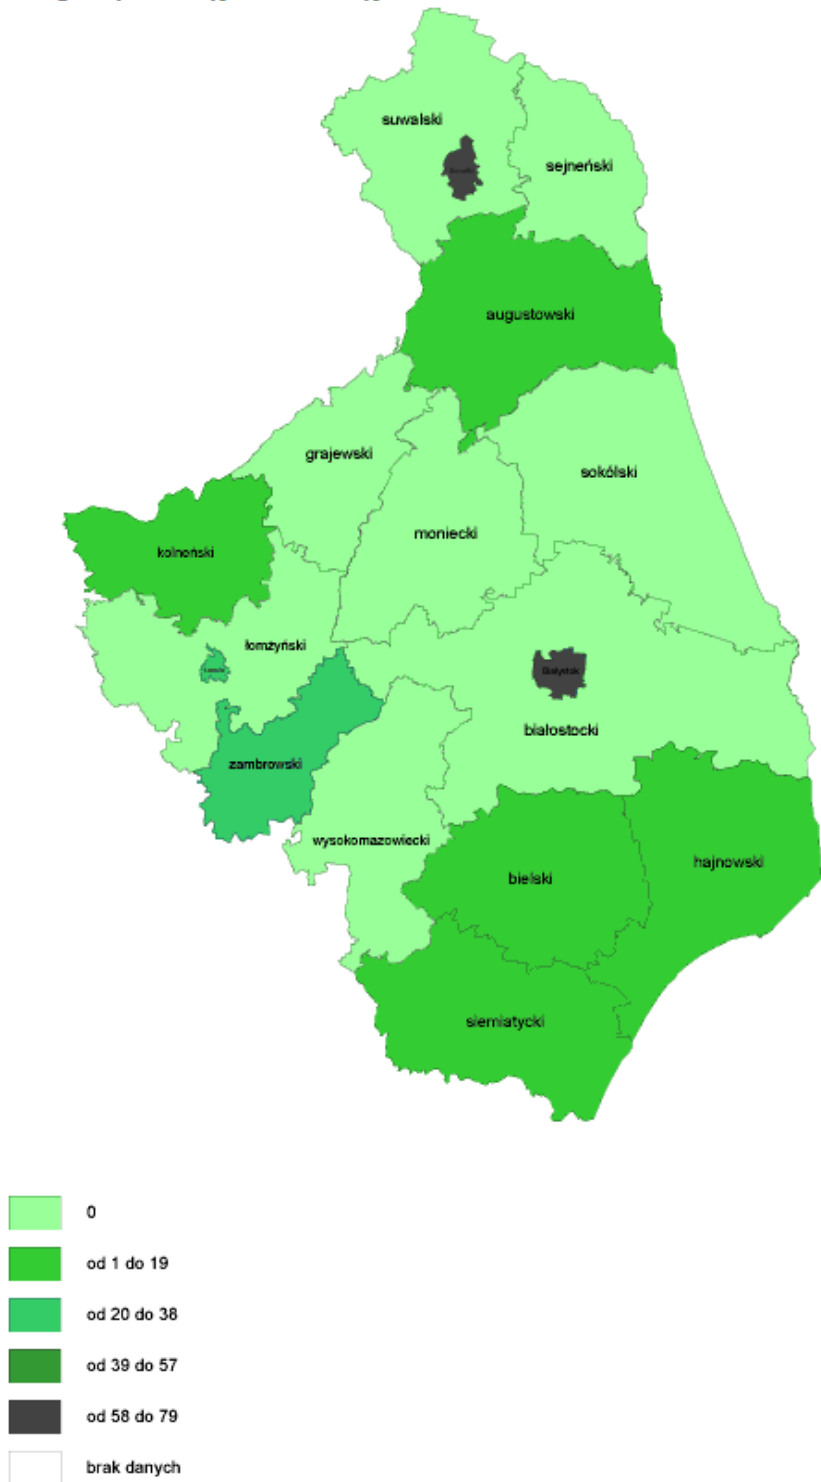 suwalski
sejneński
augustowski
grajewski
sokólski
moniecki
kolneński
łomżyński
Białystok
białostocki
zambrowski
wysokomazowiecki
hajnowski
bielski
siemiatycki
0
od 1 do 19
od 20 do 38
od 39 do 57
od 58 do 79
brak danych